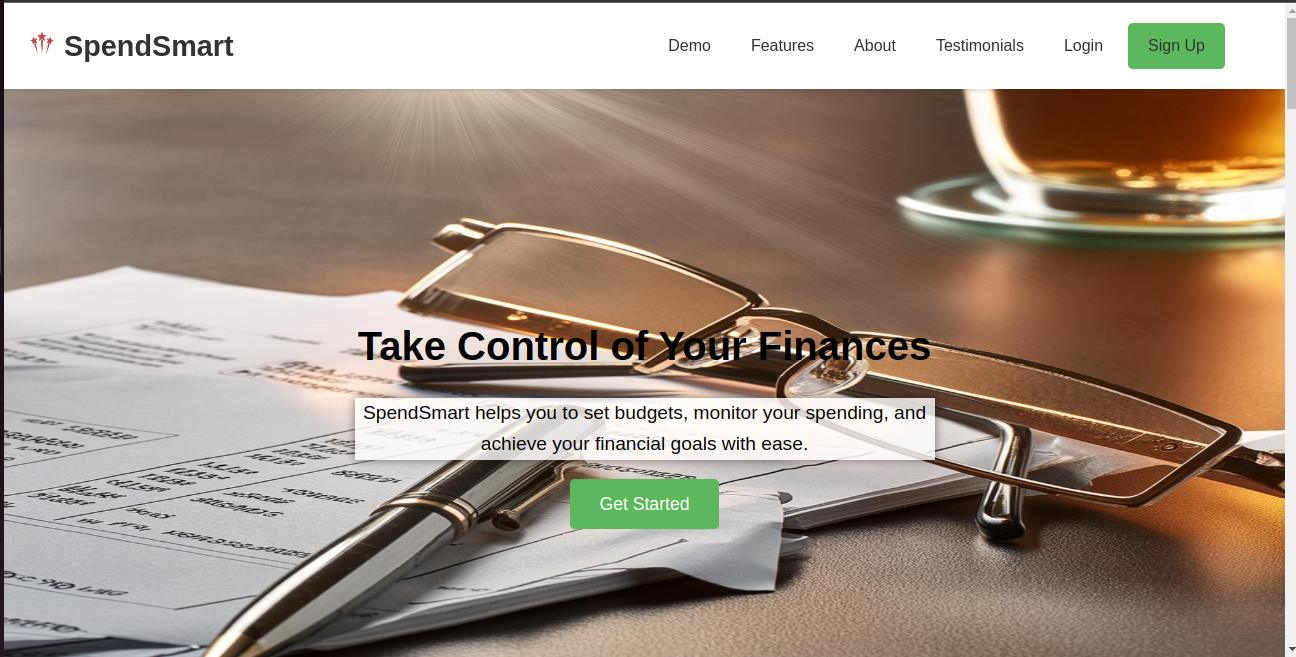 SpendSmart
Demo Features About Testimonials Login Sign Up
Take Control of Your Finances
SpendSmart helps you to set budgets, monitor your spending, and
achieve your financial goals with ease.
Get Started